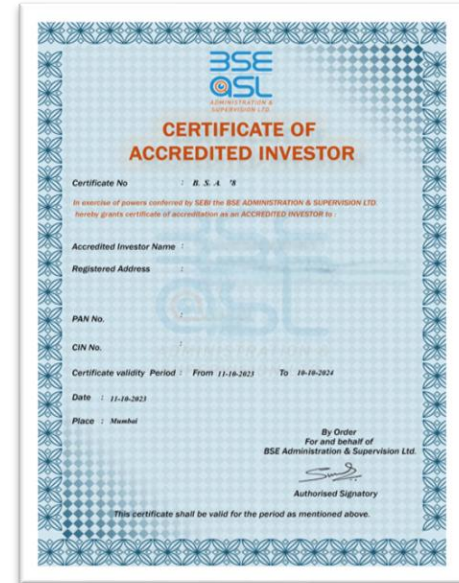 BSE
ASL
ADMINISTRATION &
SUPERVISION LTD.
CERTIFICATE OF
ACCREDITED INVESTOR
Certificate No :
In exercise of powers conferred by SEBI the BSE ADMINISTRATION & SUPERVISION LTD.
hereby grants certificate of accreditation as an ACCREDITED INVESTOR to :
Accredited Investor Name :
Registered Address :
PAN No. :
CIN No. :
Certificate validity Period : From 11-10-2023 To 10-10-2024
Date : 11-10-2023
Place : Mumbai
By Order
For and behalf of
BSE Administration & Supervision Ltd.
Authorised Signatory
This certificate shall be valid for the period as mentioned above.